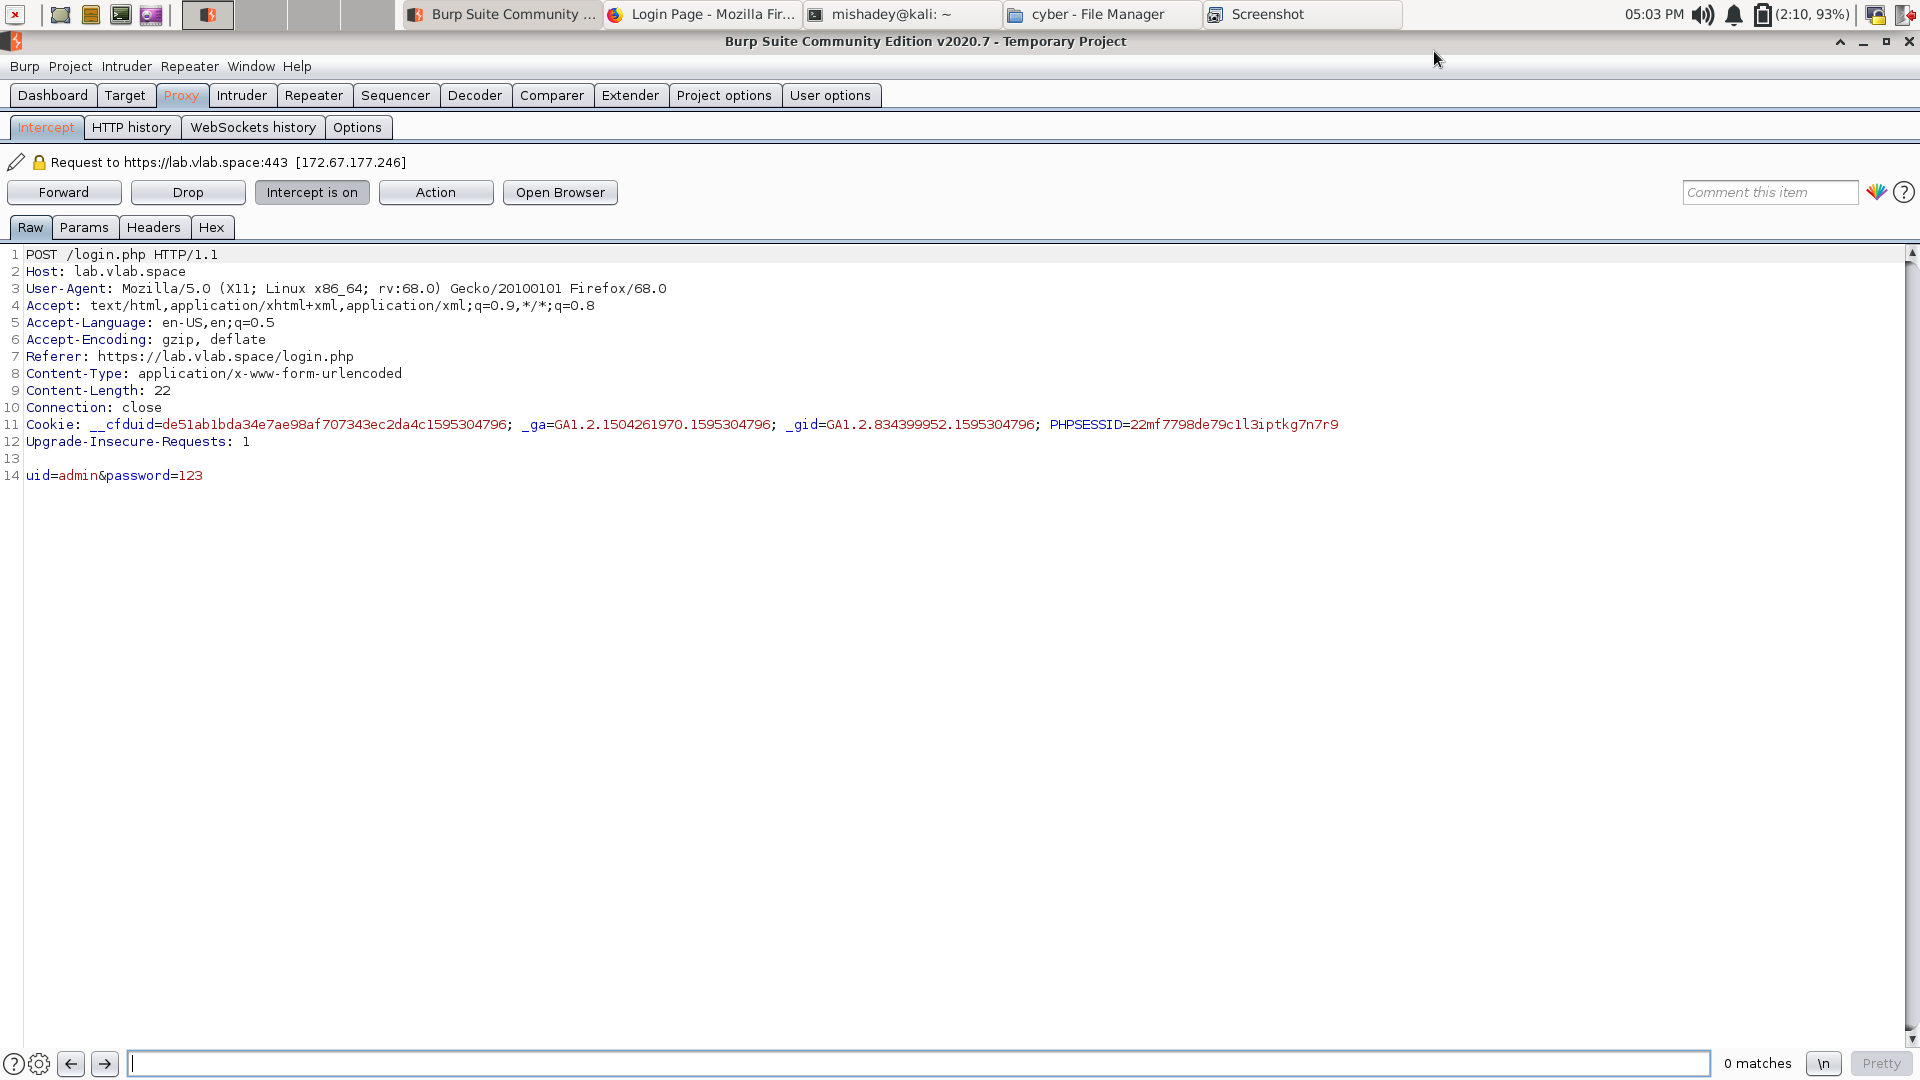 Burp Suite Community ...
Login Page - Mozilla Fir...
mishadey@kali: ~
cyber - File Manager
Screenshot
05:03 PM
(2:10, 93%)
Burp Suite Community Edition v2020.7 - Temporary Project
Burp Project Intruder Repeater Window Help
Dashboard Target Proxy Intruder Repeater Sequencer Decoder Comparer Extender Project options User options
Intercept HTTP history WebSockets history Options
Request to https://lab.vlab.space:443 [172.67.177.246]
Forward Drop Intercept is on Action Open Browser Comment this item ?
Raw Params Headers Hex
1 POST /login.php HTTP/1.1
2 Host: lab.vlab.space
3 User-Agent: Mozilla/5.0 (X11; Linux x86_64; rv:68.0) Gecko/20100101 Firefox/68.0
4 Accept: text/html,application/xhtml+xml,application/xml;q=0.9,*/*;q=0.8
5 Accept-Language: en-US,en;q=0.5
6 Accept-Encoding: gzip, deflate
7 Referer: https://lab.vlab.space/login.php
8 Content-Type: application/x-www-form-urlencoded
9 Content-Length: 22
10 Connection: close
11 Cookie: __cfduid=de51ab1bda34e7ae98af707343ec2da4c1595304796; _ga=GA1.2.1504261970.1595304796; _gid=GA1.2.834399952.1595304796; PHPSESSID=22mf7798de79c1l3iptkg7n7r9
12 Upgrade-Insecure-Requests: 1
13
14 uid=admin&password=123
? 0 matches \n Pretty